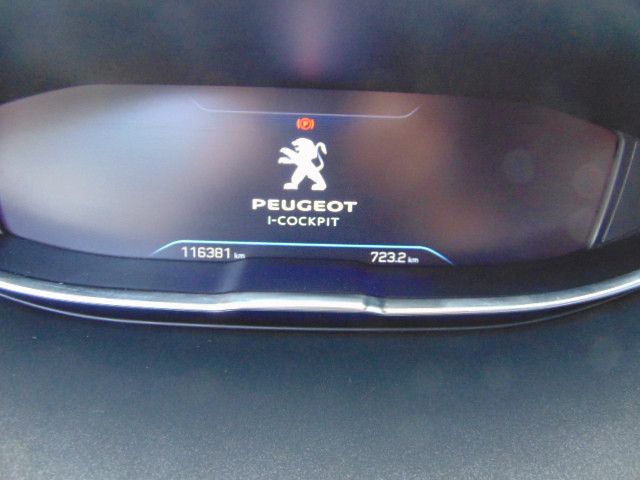 P
PEUGEOT
I-COCKPIT
116381 km 723.2 km